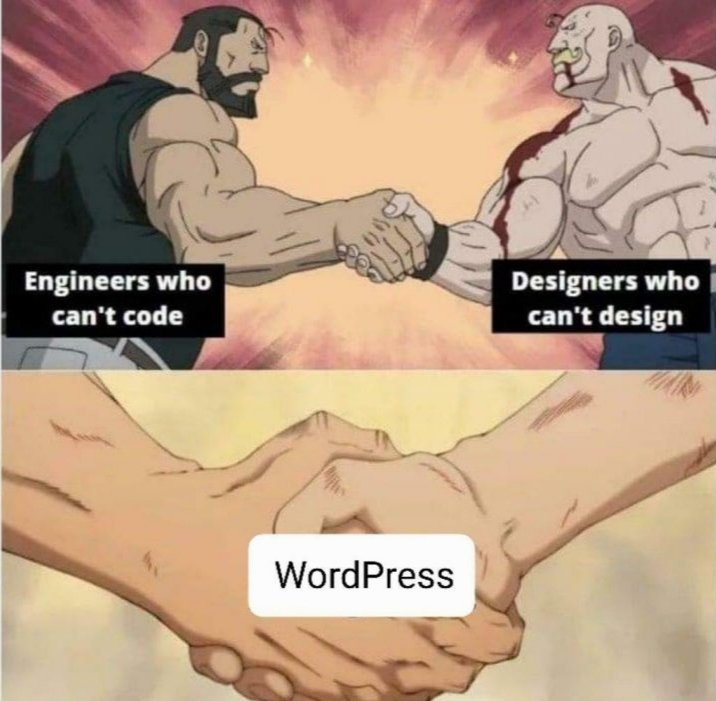 Engineers who
can't code
Designers who
can't design
WordPress